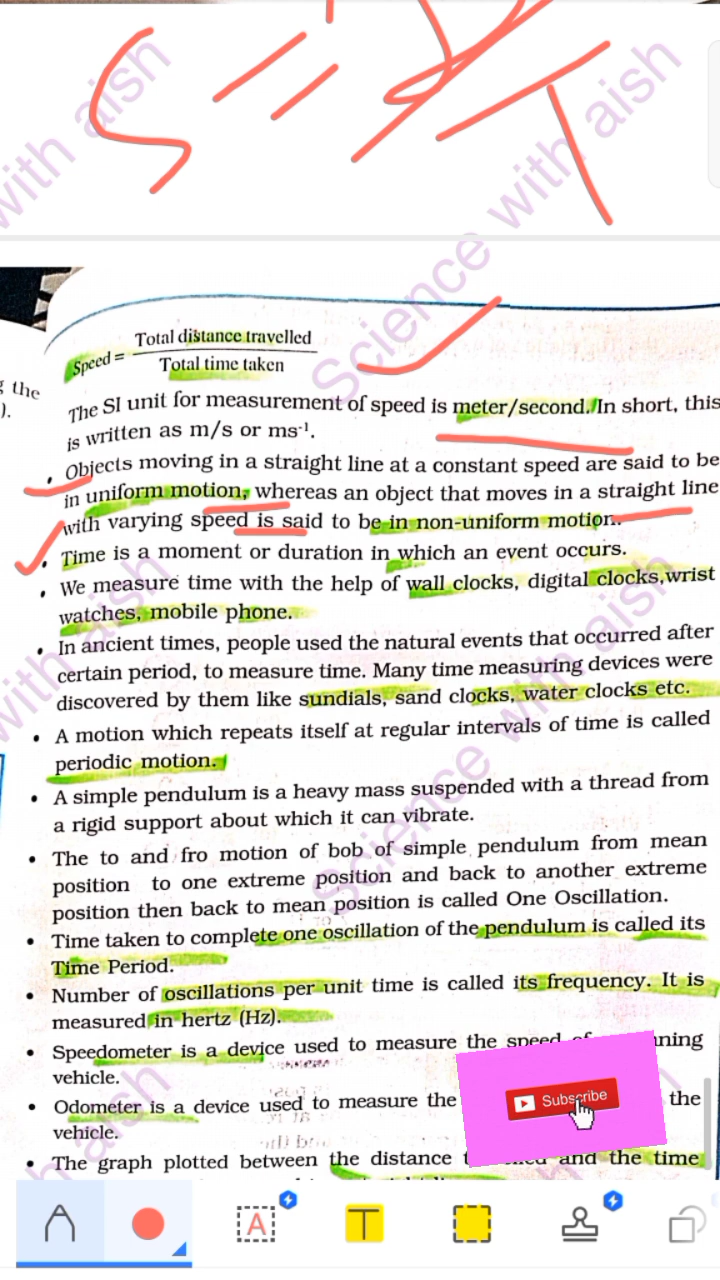 S = D/T
Science with aish
Speed = Total distance travelled / Total time taken
g the
).
The SI unit for measurement of speed is meter/second. In short, this
is written as m/s or ms⁻¹.
• Objects moving in a straight line at a constant speed are said to be
in uniform motion, whereas an object that moves in a straight line
with varying speed is said to be in non-uniform motion.
• Time is a moment or duration in which an event occurs.
• We measure time with the help of wall clocks, digital clocks,wrist
watches, mobile phone.
• In ancient times, people used the natural events that occurred after
certain period, to measure time. Many time measuring devices were
discovered by them like sundials, sand clocks, water clocks etc.
• A motion which repeats itself at regular intervals of time is called
periodic motion.
• A simple pendulum is a heavy mass suspended with a thread from
a rigid support about which it can vibrate.
• The to and fro motion of bob of simple pendulum from mean
position to one extreme position and back to another extreme
position then back to mean position is called One Oscillation.
• Time taken to complete one oscillation of the pendulum is called its
Time Period.
• Number of oscillations per unit time is called its frequency. It is
measured in hertz (Hz).
• Speedometer is a device used to measure the speed
vehicle.
• Odometer is a device used to measure the the
vehicle.
Subscribe
• The graph plotted between the distance and the time